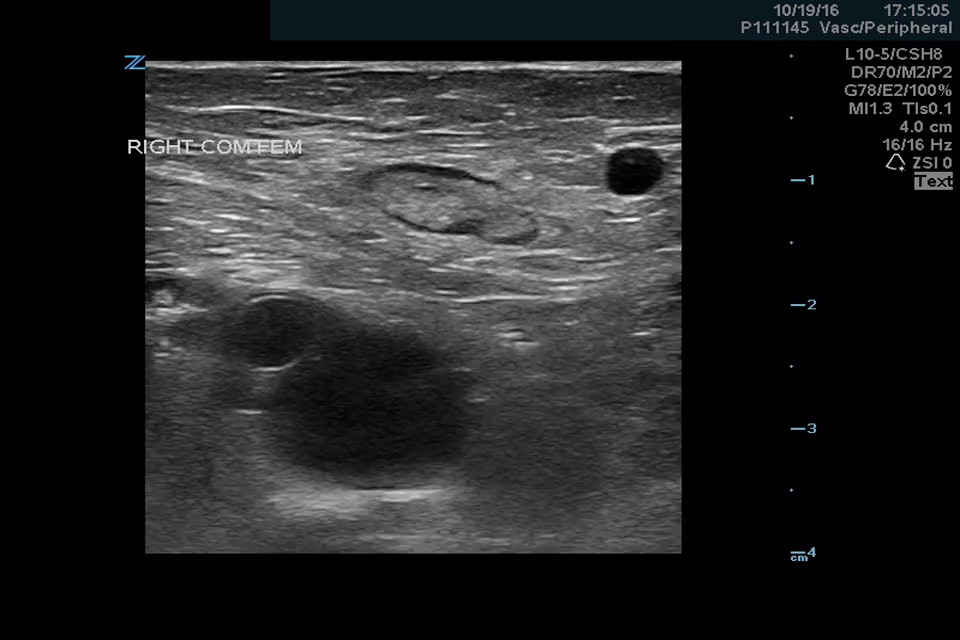 10/19/16 17:15:05
P111145 Vasc/Peripheral
Z
L10-5/CSH8
DR70/M2/P2
G78/E2/100%
MI1.3 TIs0.1
4.0 cm
16/16 Hz
ZSI 0
Text
RIGHT COM FEM
1
2
3
4
cm